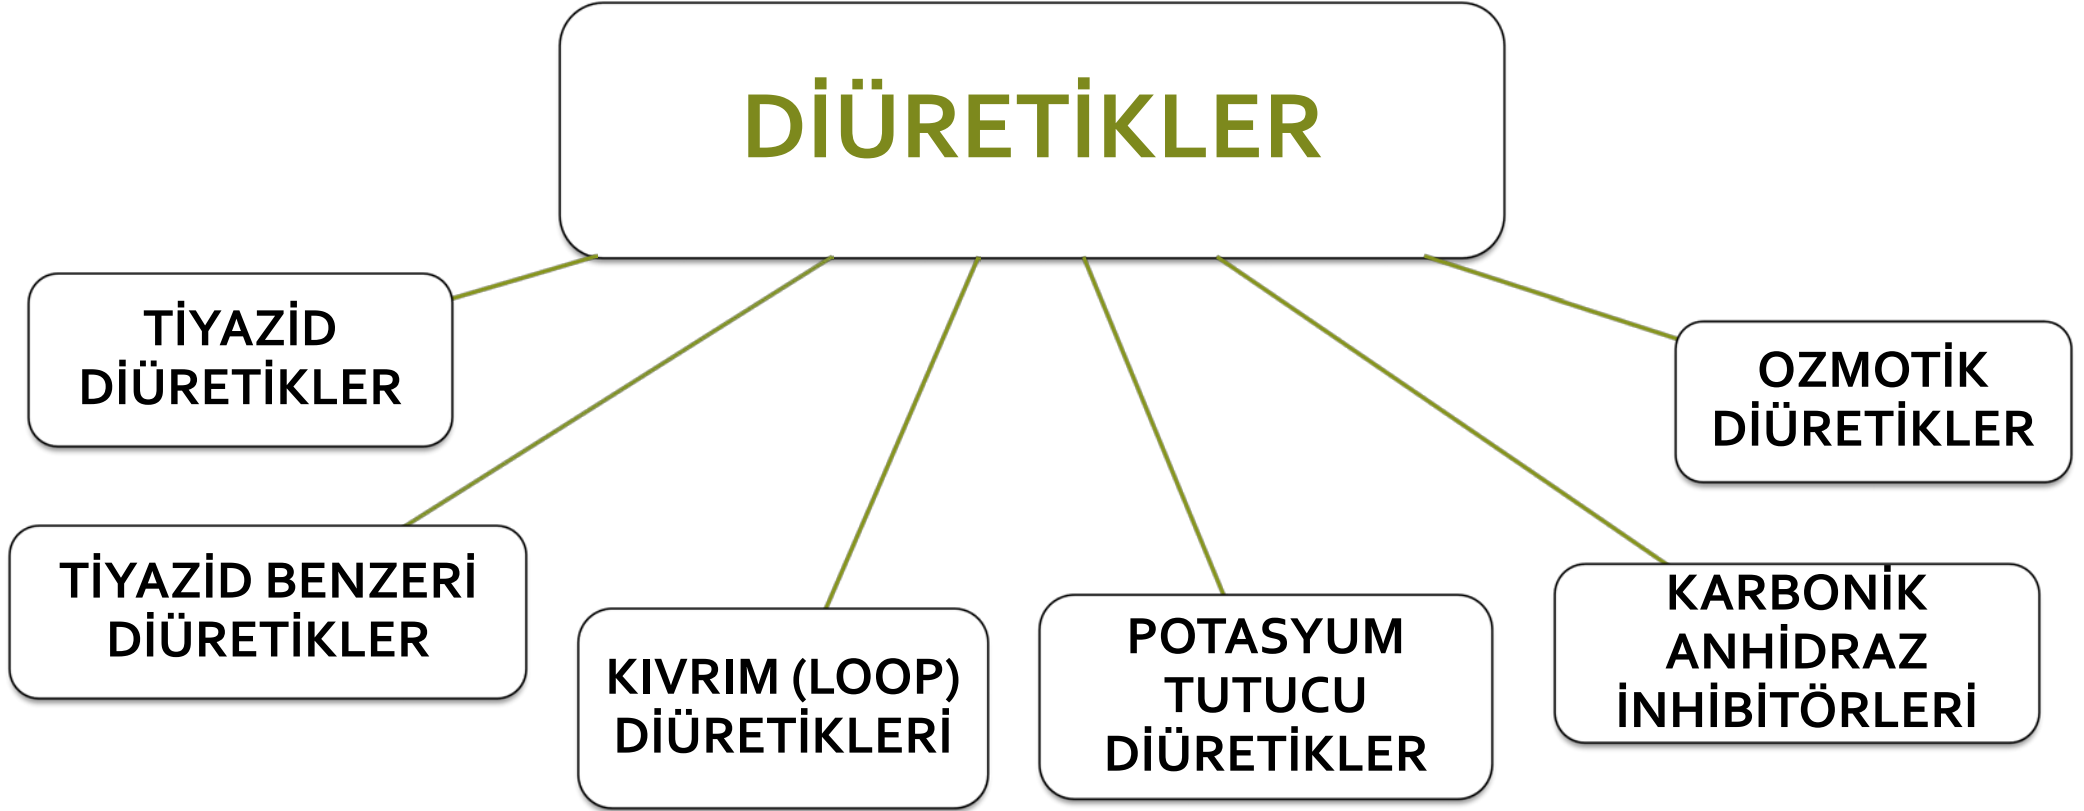 DİÜRETİKLER
TİYAZİD
DİÜRETİKLER
TİYAZİD BENZERİ
DİÜRETİKLER
KIVRIM (LOOP)
DİÜRETİKLERİ
POTASYUM
TUTUCU
DİÜRETİKLER
KARBONİK
ANHİDRAZ
İNHİBİTÖRLERİ
OZMOTİK
DİÜRETİKLER